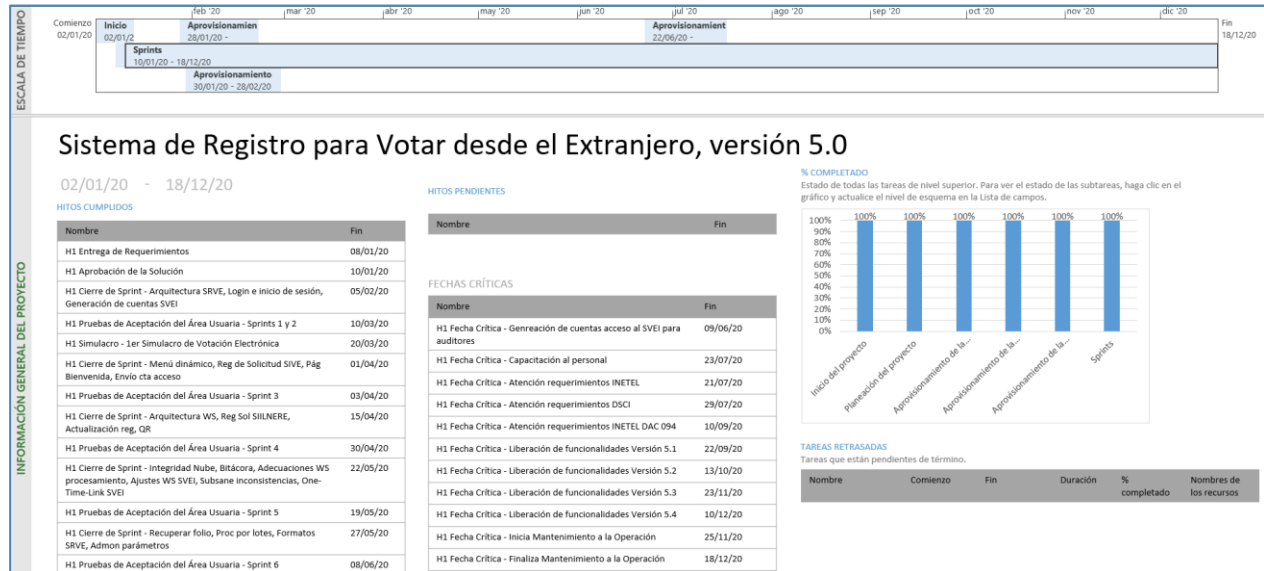 ESCALA DE TIEMPO
feb '20 mar '20 abr '20 may '20 jun '20 jul '20 ago '20 sep '20 oct '20 nov '20 dic '20
Comienzo
02/01/20
Inicio
02/01/2
Aprovisionamien
28/01/20 -
Aprovisionamient
22/06/20 -
Fin
18/12/20
Sprints
10/01/20 - 18/12/20
Aprovisionamiento
30/01/20 - 28/02/20
INFORMACIÓN GENERAL DEL PROYECTO
Sistema de Registro para Votar desde el Extranjero, versión 5.0
02/01/20 - 18/12/20
HITOS CUMPLIDOS
Nombre Fin
H1 Entrega de Requerimientos 08/01/20
H1 Aprobación de la Solución 10/01/20
H1 Cierre de Sprint - Arquitectura SRVE, Login e inicio de sesión, 05/02/20
Generación de cuentas SVEI
H1 Pruebas de Aceptación del Área Usuaria - Sprints 1 y 2 10/03/20
H1 Simulacro - 1er Simulacro de Votación Electrónica 20/03/20
H1 Cierre de Sprint - Menú dinámico, Reg de Solicitud SIVE, Pág 01/04/20
Bienvenida, Envío cta acceso
H1 Pruebas de Aceptación del Área Usuaria - Sprint 3 03/04/20
H1 Cierre de Sprint - Arquitectura WS, Reg Sol SIILNERE, 15/04/20
Actualización reg, QR
H1 Pruebas de Aceptación del Área Usuaria - Sprint 4 30/04/20
H1 Cierre de Sprint - Integridad Nube, Bitácora, Adecuaciones WS 22/05/20
procesamiento, Ajustes WS SVEI, Subsane inconsistencias, One-
Time-Link SVEI
H1 Pruebas de Aceptación del Área Usuaria - Sprint 5 19/05/20
H1 Cierre de Sprint - Recuperar folio, Proc por lotes, Formatos 27/05/20
SRVE, Admon parámetros
H1 Pruebas de Aceptación del Área Usuaria - Sprint 6 08/06/20
HITOS PENDIENTES
Nombre Fin
FECHAS CRÍTICAS
Nombre Fin
H1 Fecha Crítica - Genreación de cuentas acceso al SVEI para 09/06/20
auditores
H1 Fecha Crítica - Capacitación al personal 23/07/20
H1 Fecha Crítica - Atención requerimientos INETEL 21/07/20
H1 Fecha Crítica - Atención requerimientos DSCI 29/07/20
H1 Fecha Crítica - Atención requerimientos INETEL DAC 094 10/09/20
H1 Fecha Crítica - Liberación de funcionalidades Versión 5.1 22/09/20
H1 Fecha Crítica - Liberación de funcionalidades Versión 5.2 13/10/20
H1 Fecha Crítica - Liberación de funcionalidades Versión 5.3 23/11/20
H1 Fecha Crítica - Liberación de funcionalidades Versión 5.4 10/12/20
H1 Fecha Crítica - Inicia Mantenimiento a la Operación 25/11/20
H1 Fecha Crítica - Finaliza Mantenimiento a la Operación 18/12/20
% COMPLETADO
Estado de todas las tareas de nivel superior. Para ver el estado de las subtareas, haga clic en el
gráfico y actualice el nivel de esquema en la Lista de campos.
100% 100% 100% 100% 100% 100%
100%
90%
80%
70%
60%
50%
40%
30%
20%
10%
0%
Inicio del proyecto
Planeación del proyecto
Aprovisionamiento de la...
Aprovisionamiento de la...
Aprovisionamiento de la...
Sprints
TAREAS RETRASADAS
Tareas que están pendientes de término.
Nombre Comienzo Fin Duración % Nombres de
completado los recursos